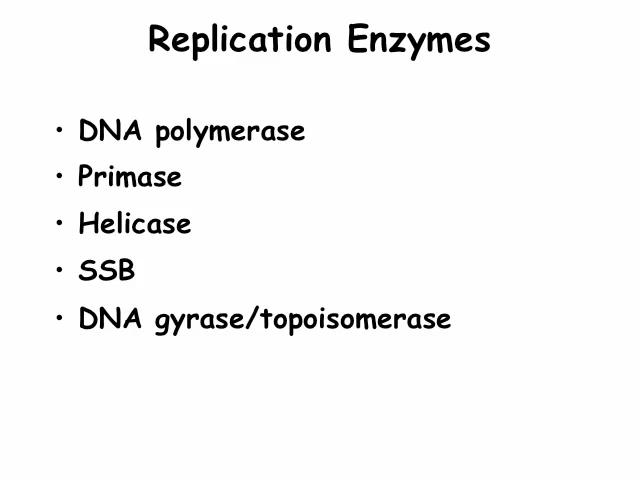 Replication Enzymes
• DNA polymerase
• Primase
• Helicase
• SSB
• DNA gyrase/topoisomerase